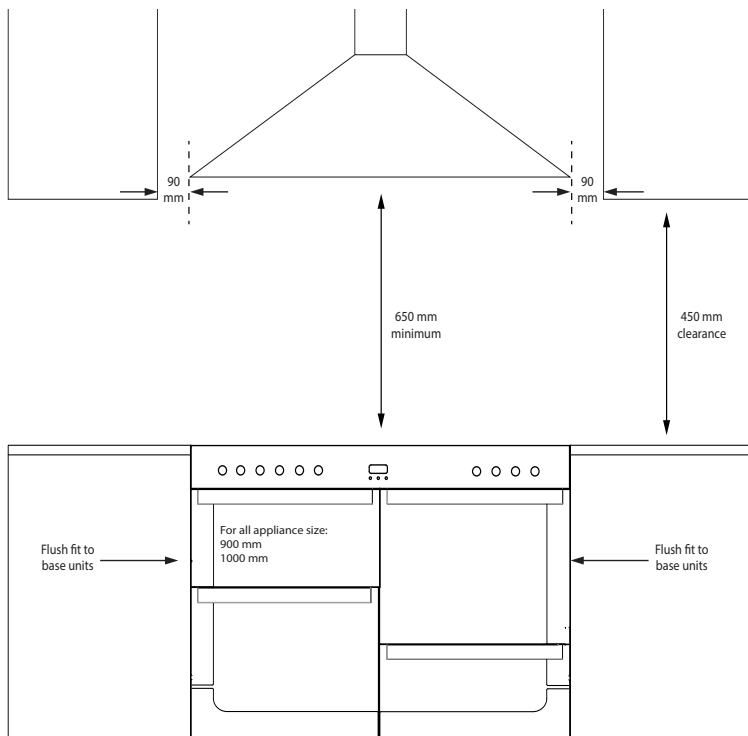 90
mm
90
mm
650 mm
minimum
450 mm
clearance
For all appliance size:
900 mm
1000 mm
Flush fit to
base units
Flush fit to
base units